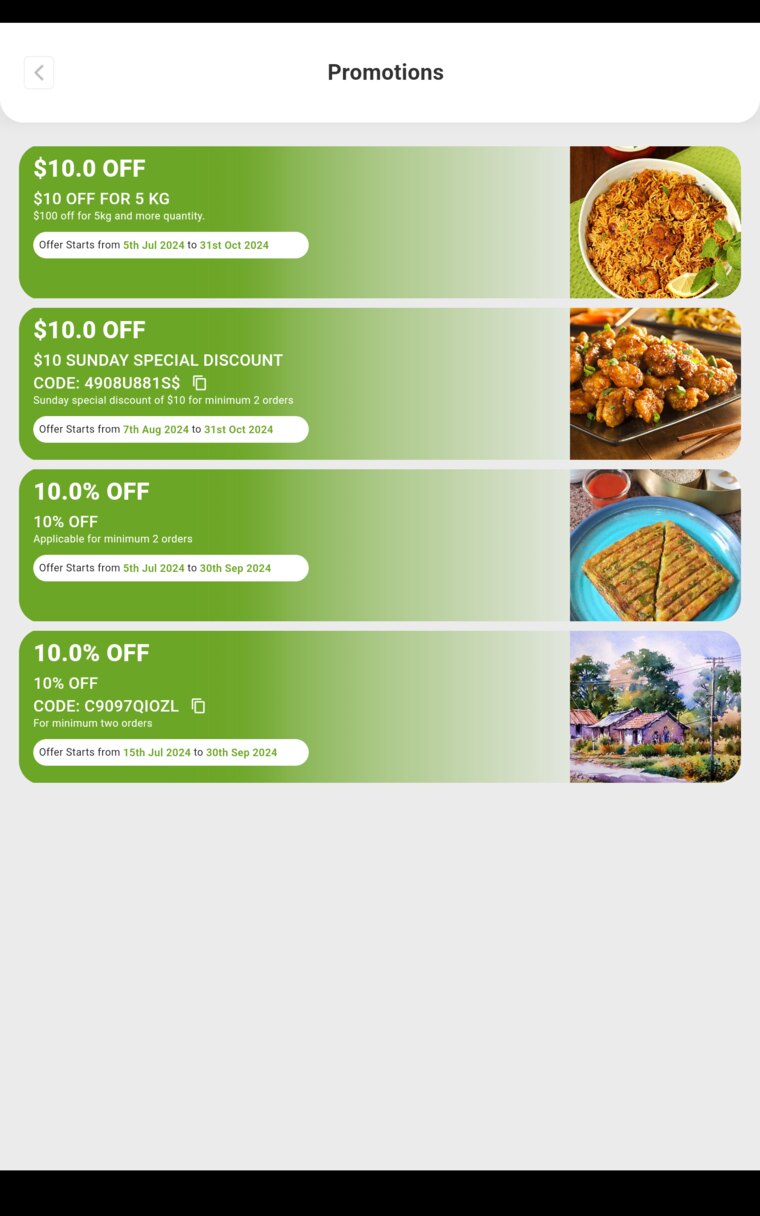 Promotions
$10.0 OFF
$10 OFF FOR 5 KG
$100 off for 5kg and more quantity.
Offer Starts from 5th Jul 2024 to 31st Oct 2024
$10.0 OFF
$10 SUNDAY SPECIAL DISCOUNT
CODE: 4908U881S$
Sunday special discount of $10 for minimum 2 orders
Offer Starts from 7th Aug 2024 to 31st Oct 2024
10.0% OFF
10% OFF
Applicable for minimum 2 orders
Offer Starts from 5th Jul 2024 to 30th Sep 2024
10.0% OFF
10% OFF
CODE: C9097QIOZL
For minimum two orders
Offer Starts from 15th Jul 2024 to 30th Sep 2024